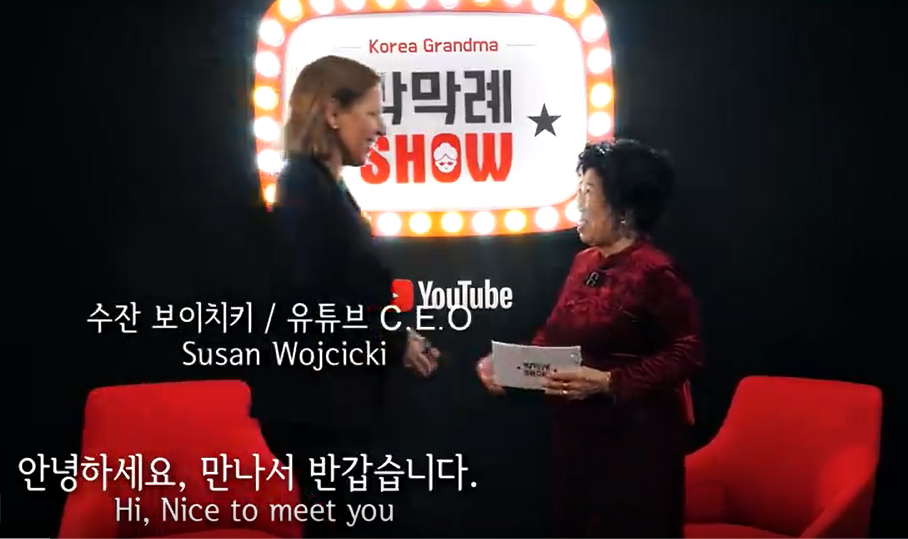 Korea Grandma
막례
SHOW
YouTube
수잔 보이치키 / 유튜브 C.E.O
Susan Wojcicki
안녕하세요, 만나서 반갑습니다.
Hi, Nice to meet you